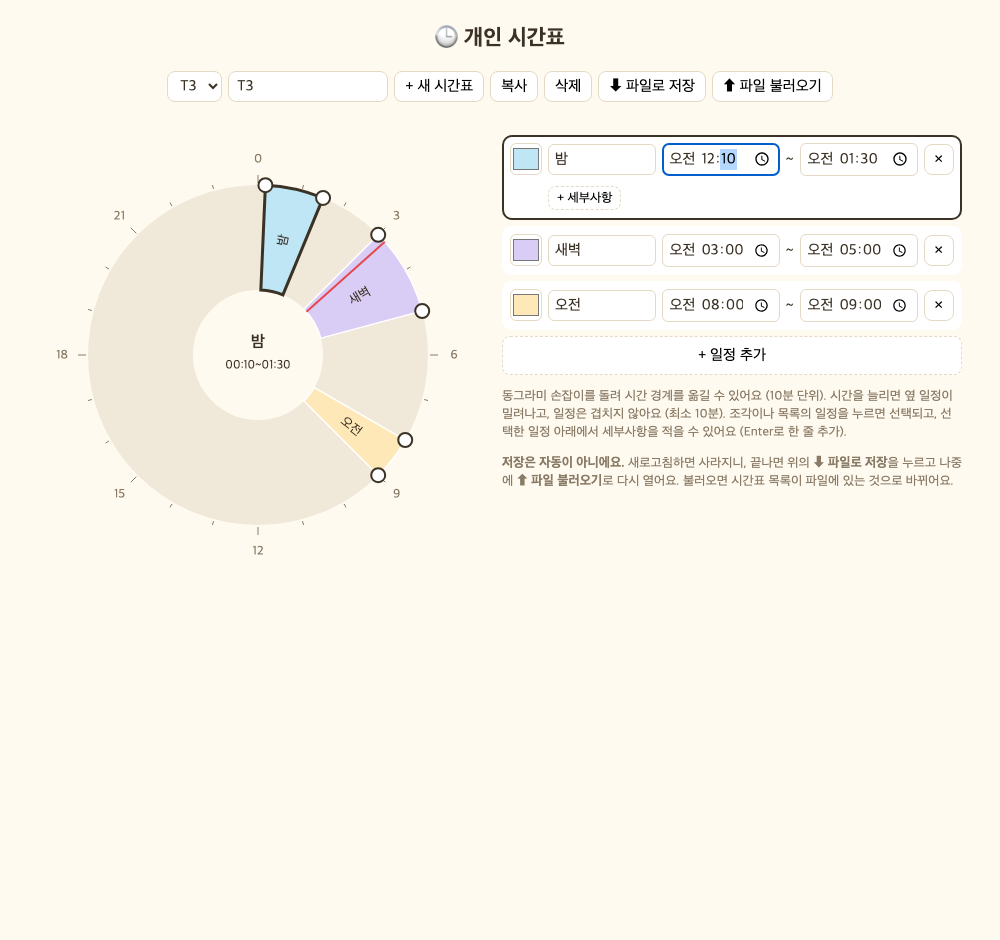 🕒 개인 시간표
T3 T3 + 새 시간표 복사 삭제 ⬇ 파일로 저장 ⬆ 파일 불러오기
0
3
6
9
12
15
18
21
밤
새벽
오전
밤
00:10~01:30
밤 오전 12:10 ~ 오전 01:30 ×
+ 세부사항
새벽 오전 03:00 ~ 오전 05:00 ×
오전 오전 08:00 ~ 오전 09:00 ×
+ 일정 추가
동그라미 손잡이를 돌려 시간 경계를 옮길 수 있어요 (10분 단위). 시간을 늘리면 옆 일정이
밀려나고, 일정은 겹치지 않아요 (최소 10분). 조각이나 목록의 일정을 누르면 선택되고, 선
택한 일정 아래에서 세부사항을 적을 수 있어요 (Enter로 한 줄 추가).
저장은 자동이 아니에요. 새로고침하면 사라지니, 끝나면 위의 ⬇ 파일로 저장을 누르고 나중
에 ⬆ 파일 불러오기로 다시 열어요. 불러오면 시간표 목록이 파일에 있는 것으로 바뀌어요.